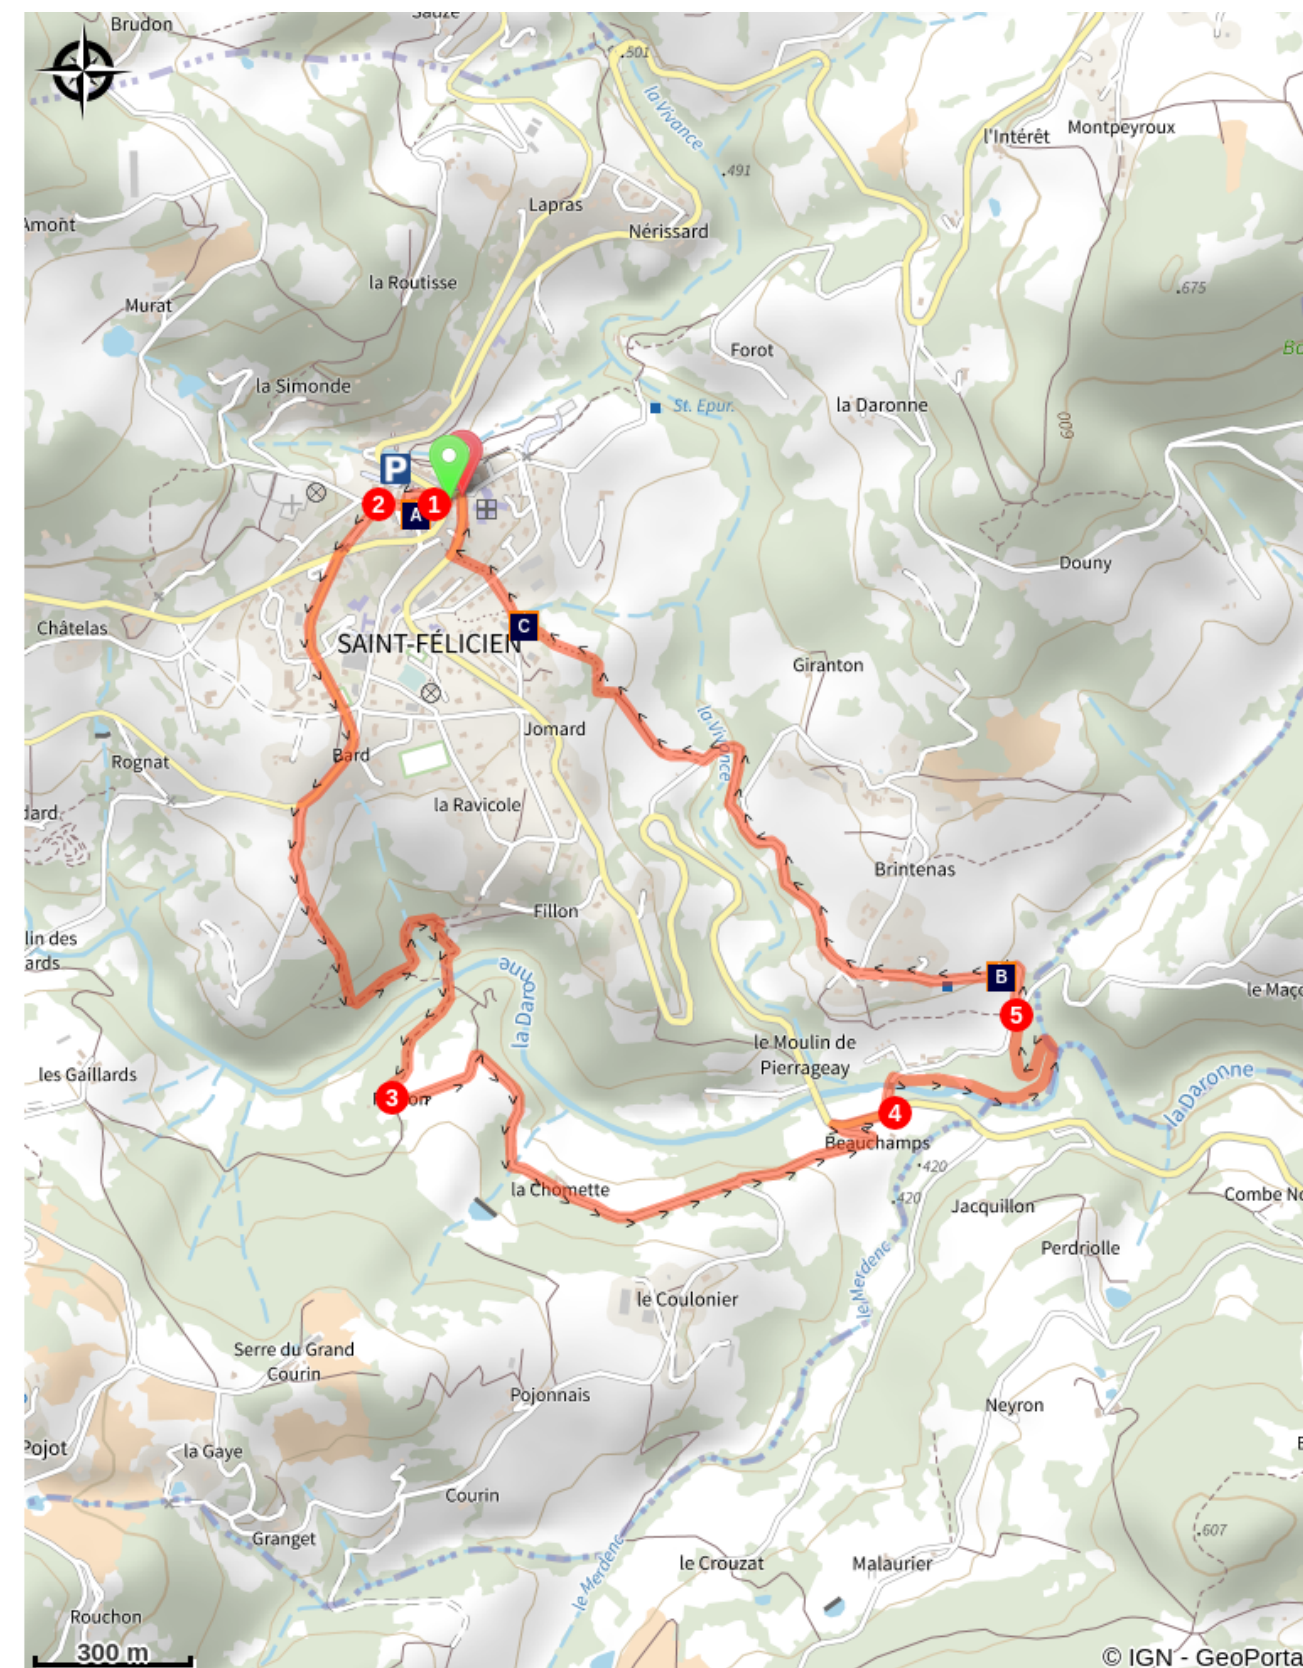 Brudon
Sauze
.501
la Vivance
l'Intérêt
Montpeyroux
.491
Amont
Lapras
Nérissard
la Routisse
.675
Murat
Forot
la Simonde
la Daronne
St. Epur.
600
P
2
A
1
Douny
Châtelas
C
SAINT-FÉLICIEN
Giranton
la Vivance
Jomard
Rognat
Bard
la Ravicole
Brintenas
Fillon
lin des
ards
la Daronne
B
le Maço
5
le Moulin de
Pierrageay
les Gaillards
la Daronne
3
4
Beauchamps
.420
la Chomette
.420
Jacquillon
Combe No
Perdriolle
le Merdenc
le Coulonier
Serre du Grand
Courin
Pojonnais
Neyron
Pojot
la Gaye
Courin
Granget
.607
le Merdenc
le Crouzat
Malaurier
Rouchon
300 m
© IGN - GeoPorta